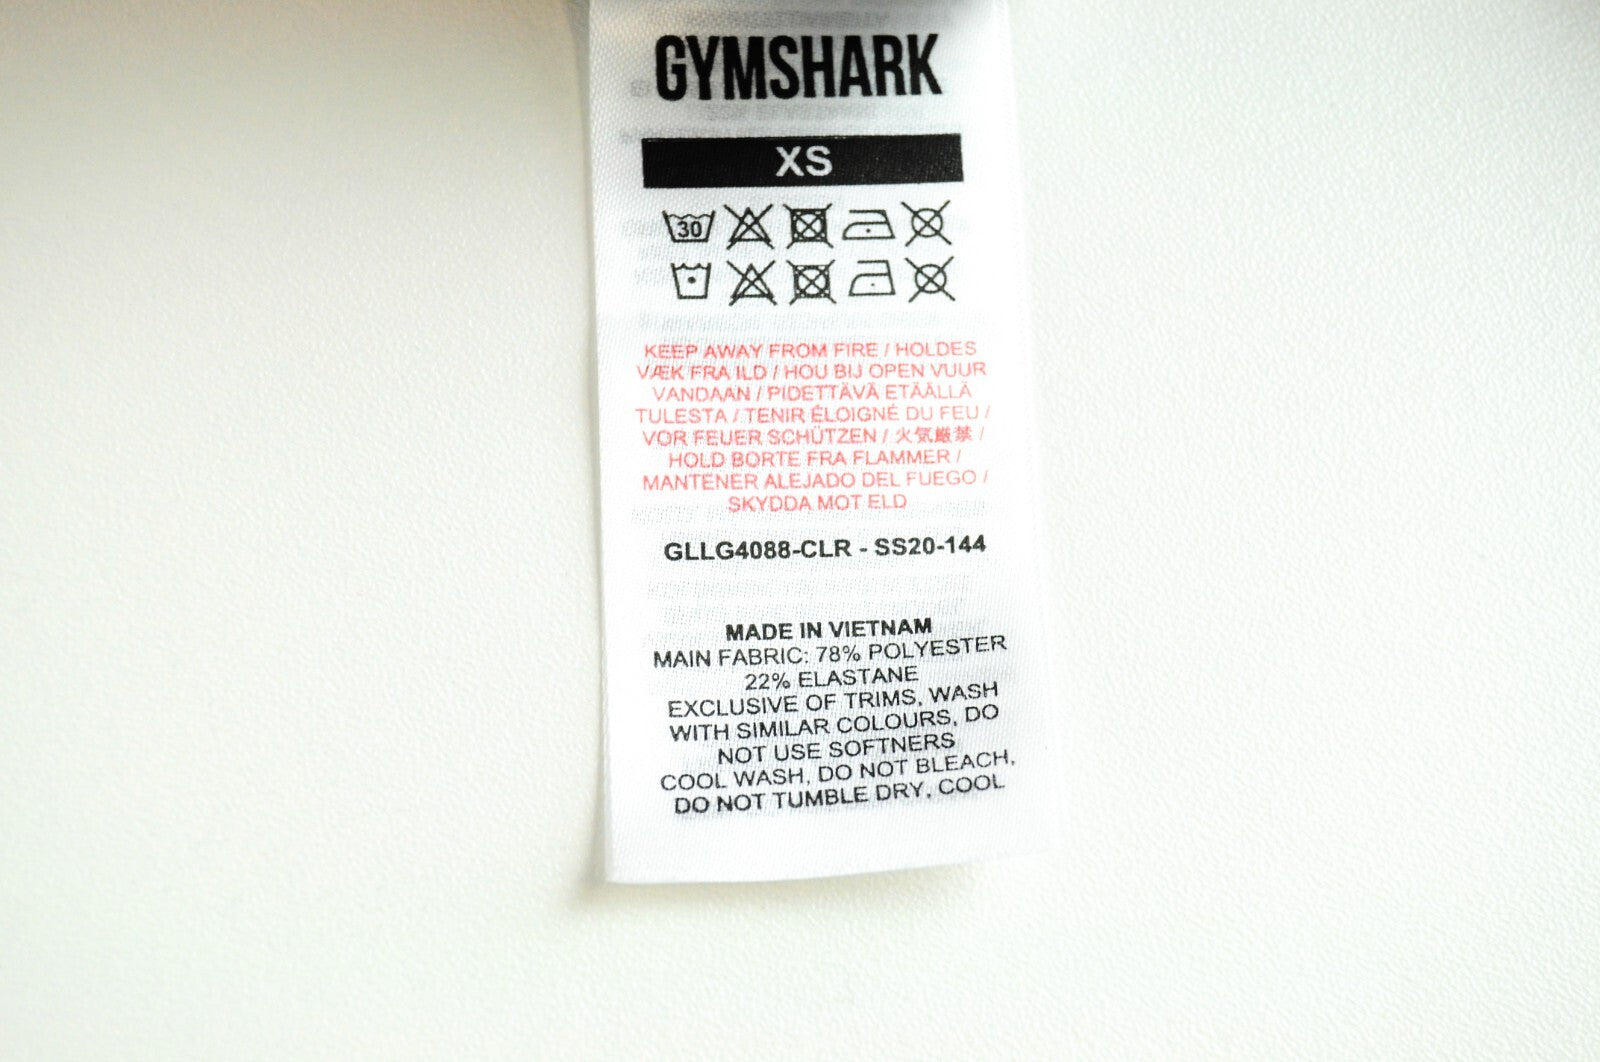 GYMSHARK
XS
30
KEEP AWAY FROM FIRE / HOLDES
VÆK FRA ILD / HOU BIJ OPEN VUUR
VANDAAN / PIDETTÄVÄ ETÄÄLLÄ
TULESTA / TENIR ÉLOIGNÉ DU FEU /
VOR FEUER SCHÜTZEN / 火気厳禁 /
HOLD BORTE FRA FLAMMER /
MANTENER ALEJADO DEL FUEGO /
SKYDDA MOT ELD
GLLG4088-CLR - SS20-144
MADE IN VIETNAM
MAIN FABRIC: 78% POLYESTER
22% ELASTANE
EXCLUSIVE OF TRIMS, WASH
WITH SIMILAR COLOURS, DO
NOT USE SOFTNERS
COOL WASH, DO NOT BLEACH,
DO NOT TUMBLE DRY, COOL